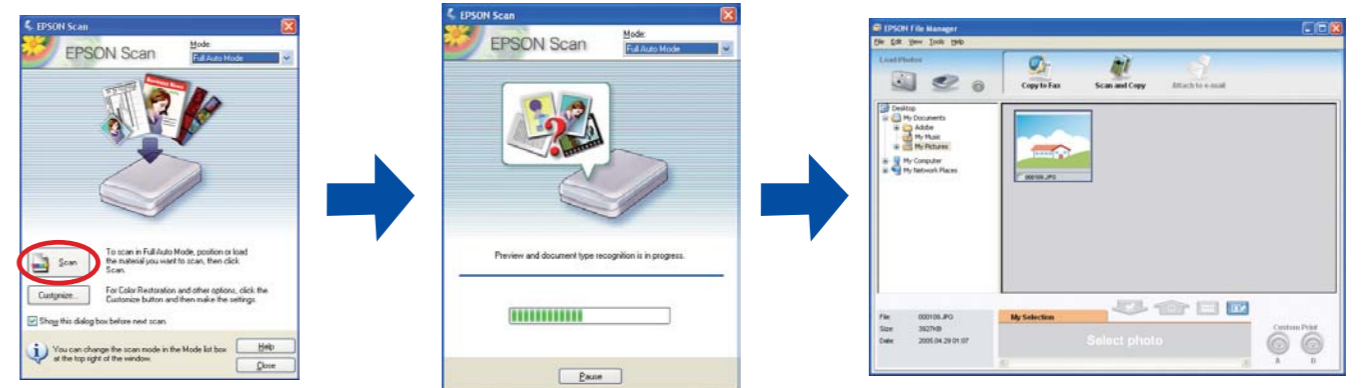 EPSON Scan
EPSON Scan
Mode:
Full Auto Mode
Scan
To scan in Full Auto Mode, position or load
the material you want to scan, then click
Scan.
Customize...
For Color Restoration and other options, click the
Customize button and then make the settings.
Show this dialog box before next scan.
You can change the scan mode in the Mode list box
at the top right of the window.
Help
Close
EPSON Scan
EPSON Scan
Mode:
Full Auto Mode
Preview and document type recognition is in progress.
Pause
EPSON File Manager
File Edit View Tools Help
Load Photos
Copy to Fax
Scan and Copy
Attach to e-mail
Desktop
My Documents
Adobe
My Music
My Pictures
My Computer
My Network Places
000109.JPG
File: 000109.JPG
Size: 3927KB
Date: 2005.04.29 01:07
My Selection
Select photo
Custom Print
A B